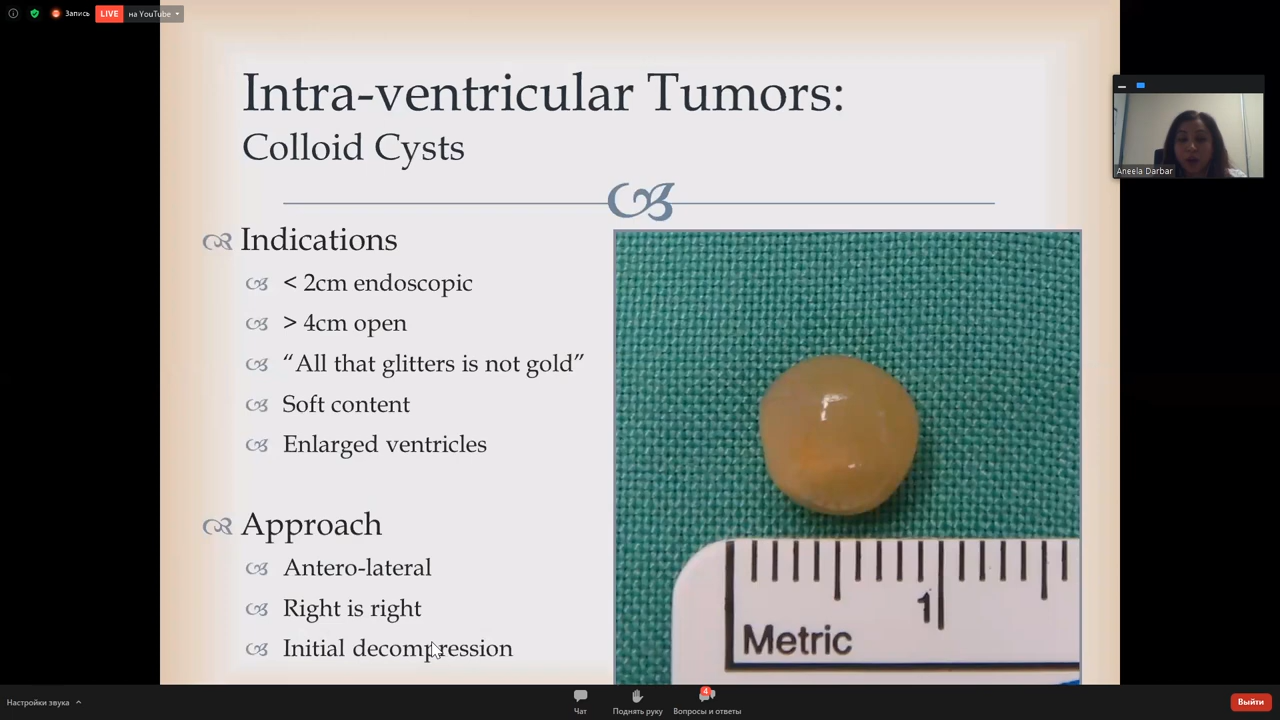 Запись
LIVE
на YouTube
Intra-ventricular Tumors:
Colloid Cysts
Indications
< 2cm endoscopic
> 4cm open
“All that glitters is not gold”
Soft content
Enlarged ventricles
Approach
Antero-lateral
Right is right
Initial decompression
1
Metric
Aneela Darbar
Настройки звука
Чат
Поднять руку
4
Вопросы и ответы
Выйти